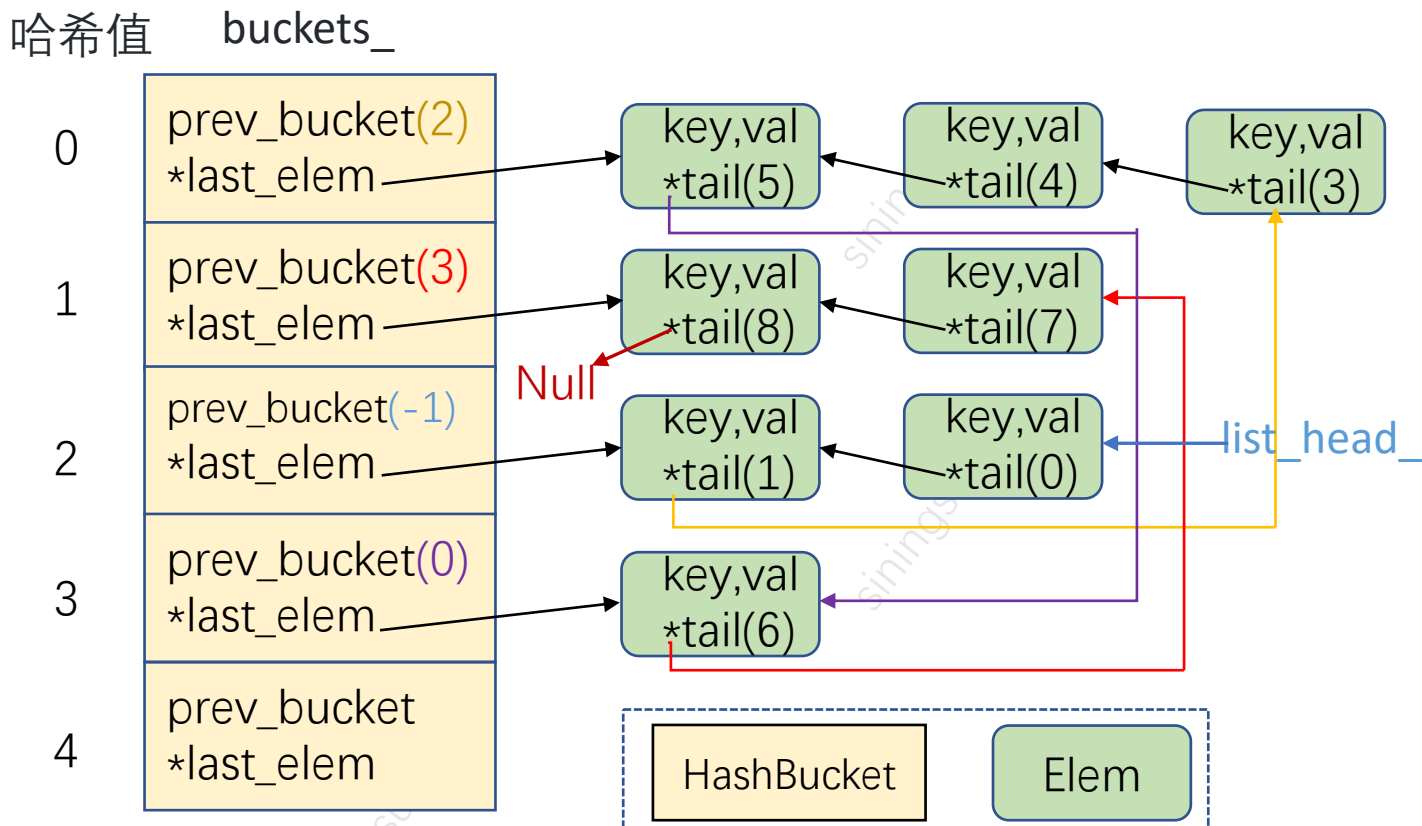 哈希值 buckets_
0
prev_bucket(2)
*last_elem
key,val
*tail(5)
key,val
*tail(4)
key,val
*tail(3)
1
prev_bucket(3)
*last_elem
key,val
*tail(8)
key,val
*tail(7)
Null
2
prev_bucket(-1)
*last_elem
key,val
*tail(1)
key,val
*tail(0)
list_head_
3
prev_bucket(0)
*last_elem
key,val
*tail(6)
4
prev_bucket
*last_elem
HashBucket
Elem